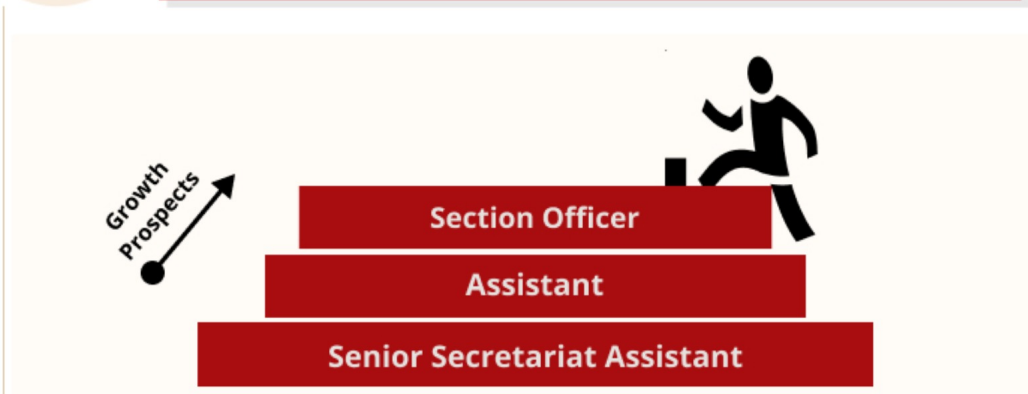 Growth
Prospects
Section Officer
Assistant
Senior Secretariat Assistant